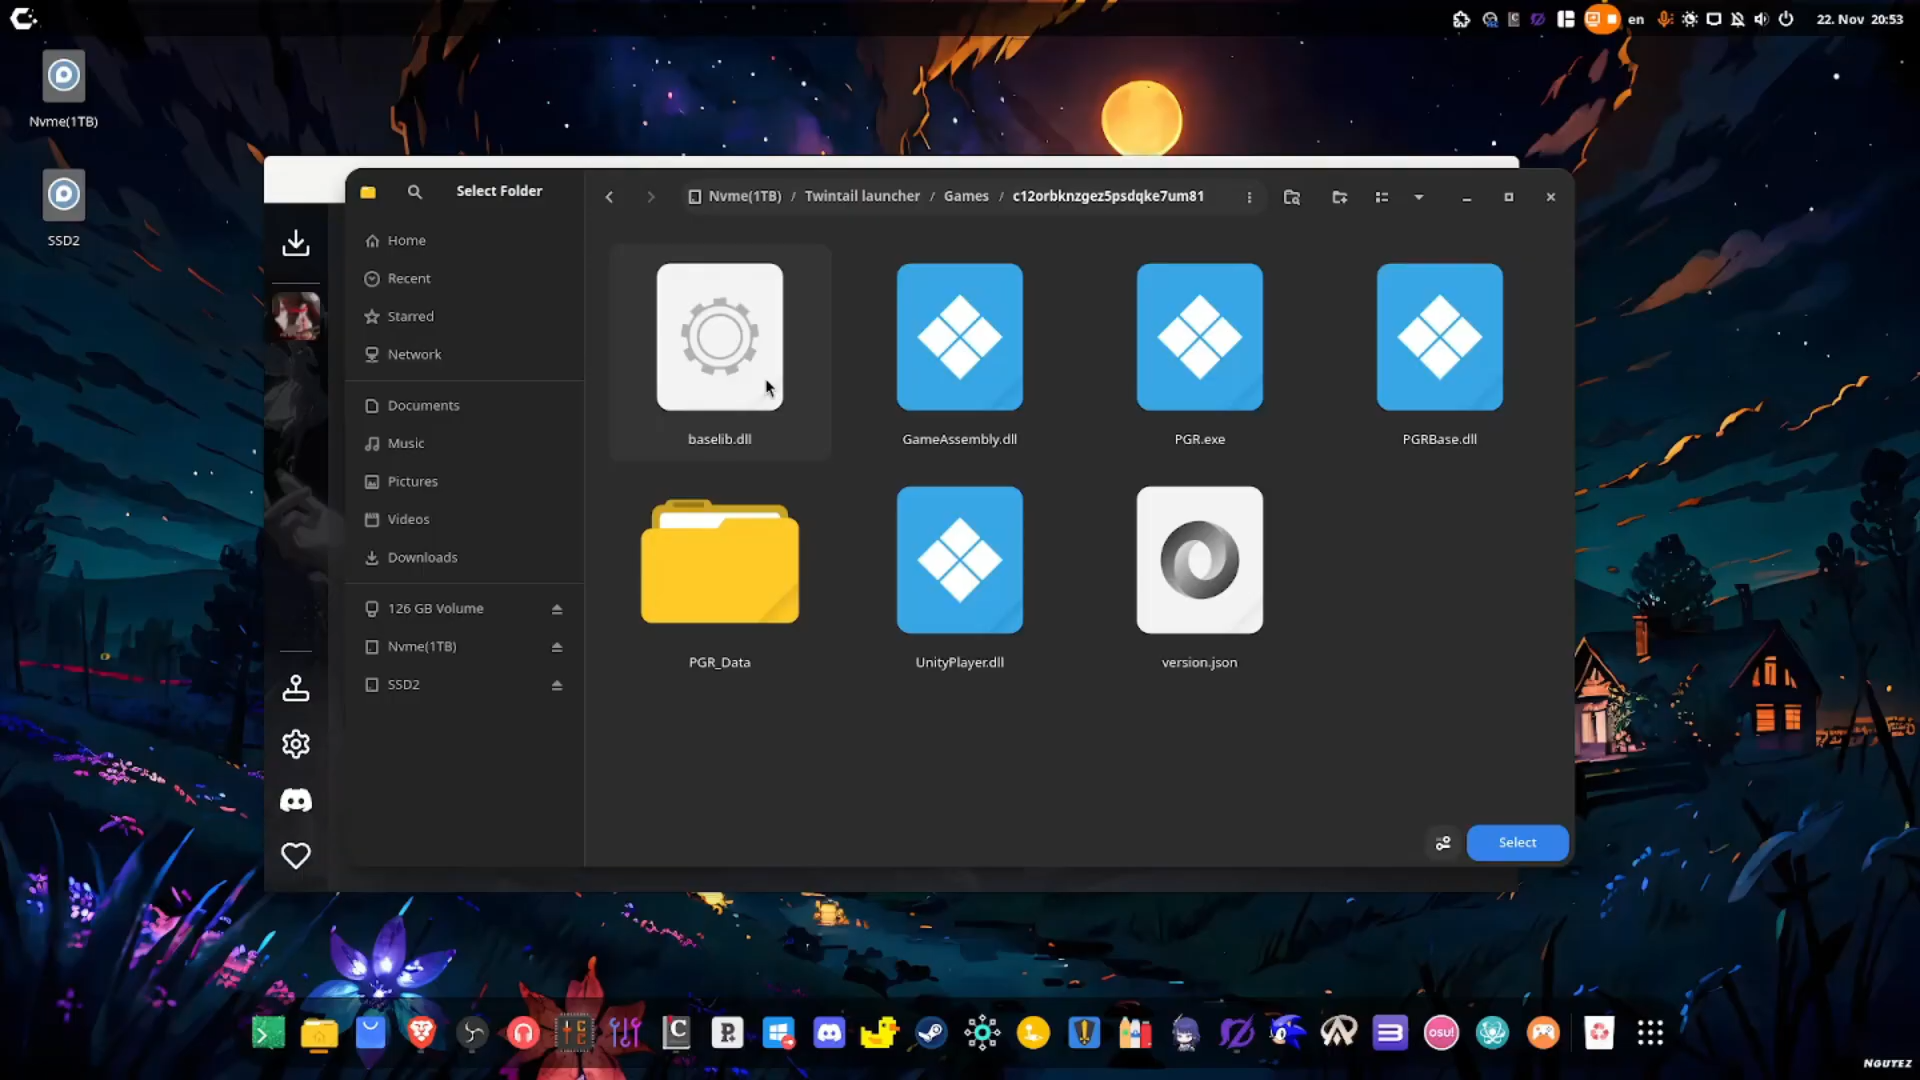 en
22. Nov 20:53
Nvme(1TB)
SSD2
Select Folder
Nvme(1TB) / Twintail launcher / Games / c12orbknzgez5psdqke7um81
Home
Recent
Starred
Network
Documents
Music
Pictures
Videos
Downloads
126 GB Volume
Nvme(1TB)
SSD2
baselib.dll
GameAssembly.dll
PGR.exe
PGRBase.dll
PGR_Data
UnityPlayer.dll
version.json
Select
osu!
NGUYEZ